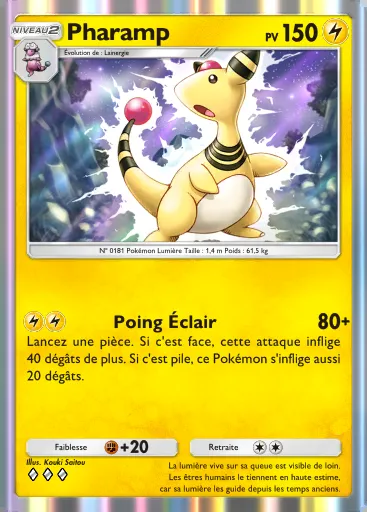 NIVEAU2
Pharamp
PV 150
Évolution de : Lainergie
N° 0181 Pokémon Lumière Taille : 1,4 m Poids : 61,5 kg
Poing Éclair 80+
Lancez une pièce. Si c'est face, cette attaque inflige
40 dégâts de plus. Si c'est pile, ce Pokémon s'inflige aussi
20 dégâts.
Faiblesse +20
Retraite
Illus. Kouki Saitou
La lumière vive sur sa queue est visible de loin.
Les êtres humains le tiennent en haute estime,
car sa lumière les guide depuis les temps anciens.